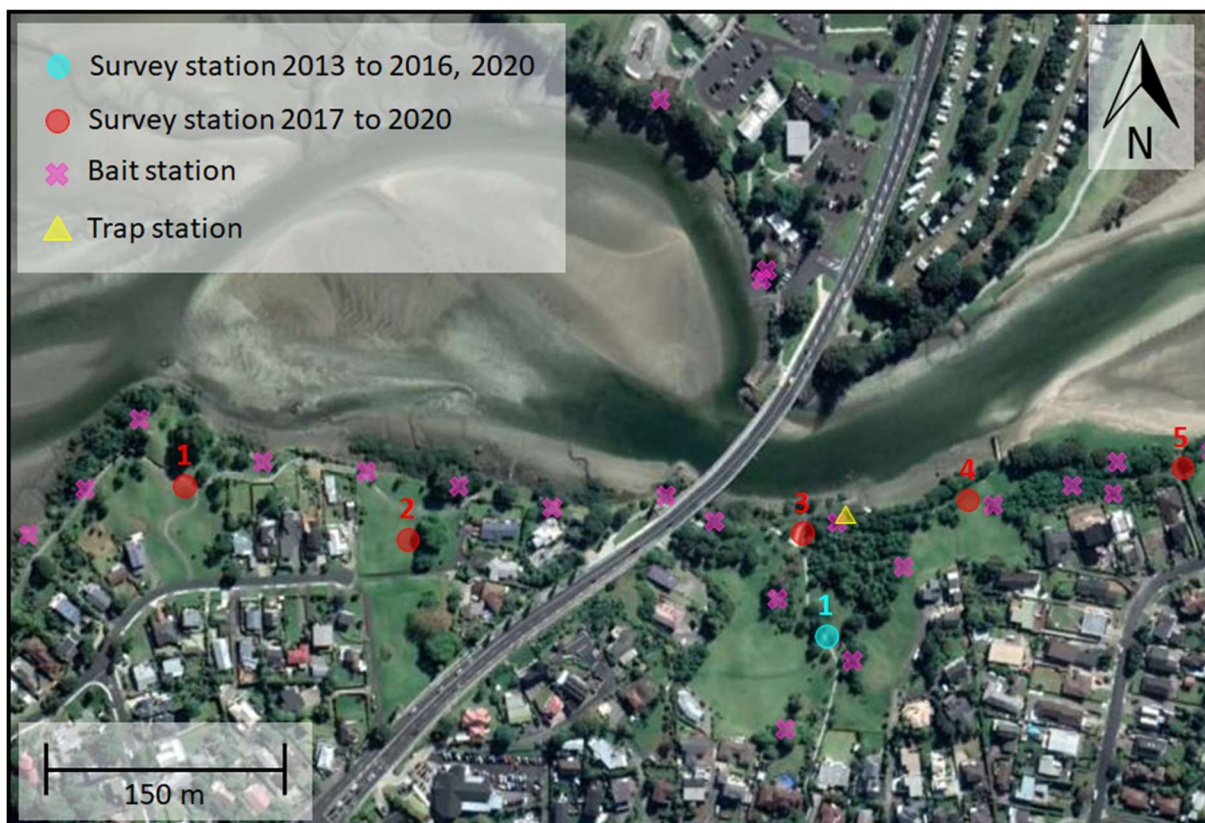 Survey station 2013 to 2016, 2020
Survey station 2017 to 2020
Bait station
Trap station
N
1
2
3
4
5
1
150 m